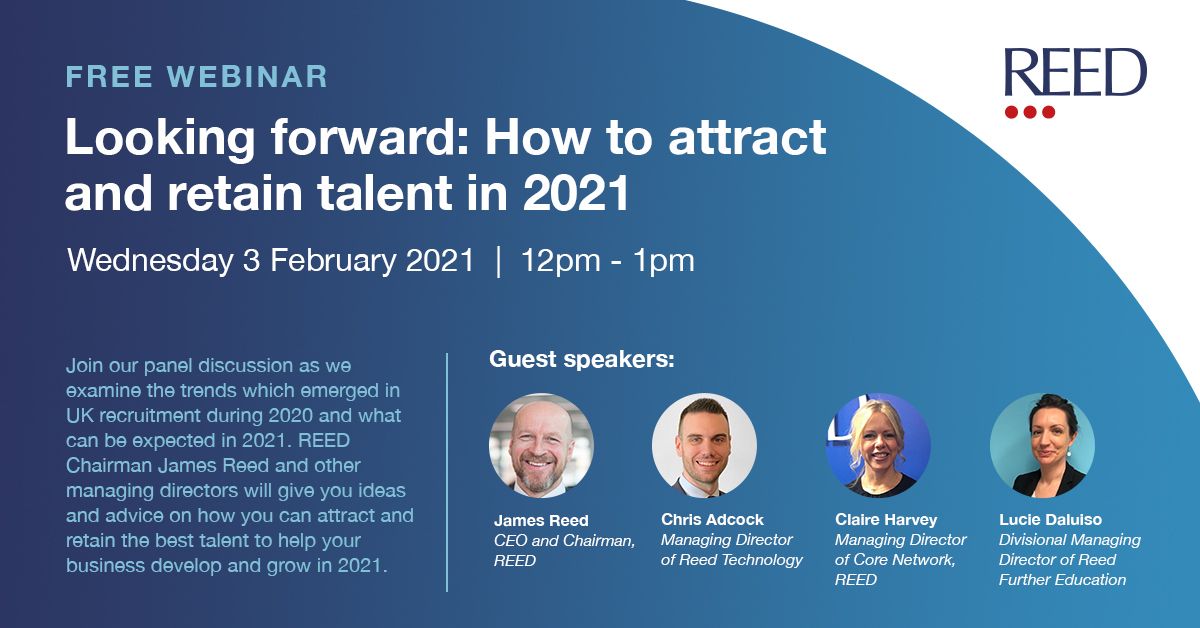 FREE WEBINAR
REED
Looking forward: How to attract
and retain talent in 2021
Wednesday 3 February 2021 | 12pm - 1pm
Join our panel discussion as we
examine the trends which emerged in
UK recruitment during 2020 and what
can be expected in 2021. REED
Chairman James Reed and other
managing directors will give you ideas
and advice on how you can attract and
retain the best talent to help your
business develop and grow in 2021.
Guest speakers:
James Reed
CEO and Chairman,
REED
Chris Adcock
Managing Director
of Reed Technology
Claire Harvey
Managing Director
of Core Network,
REED
Lucie Daluiso
Divisional Managing
Director of Reed
Further Education